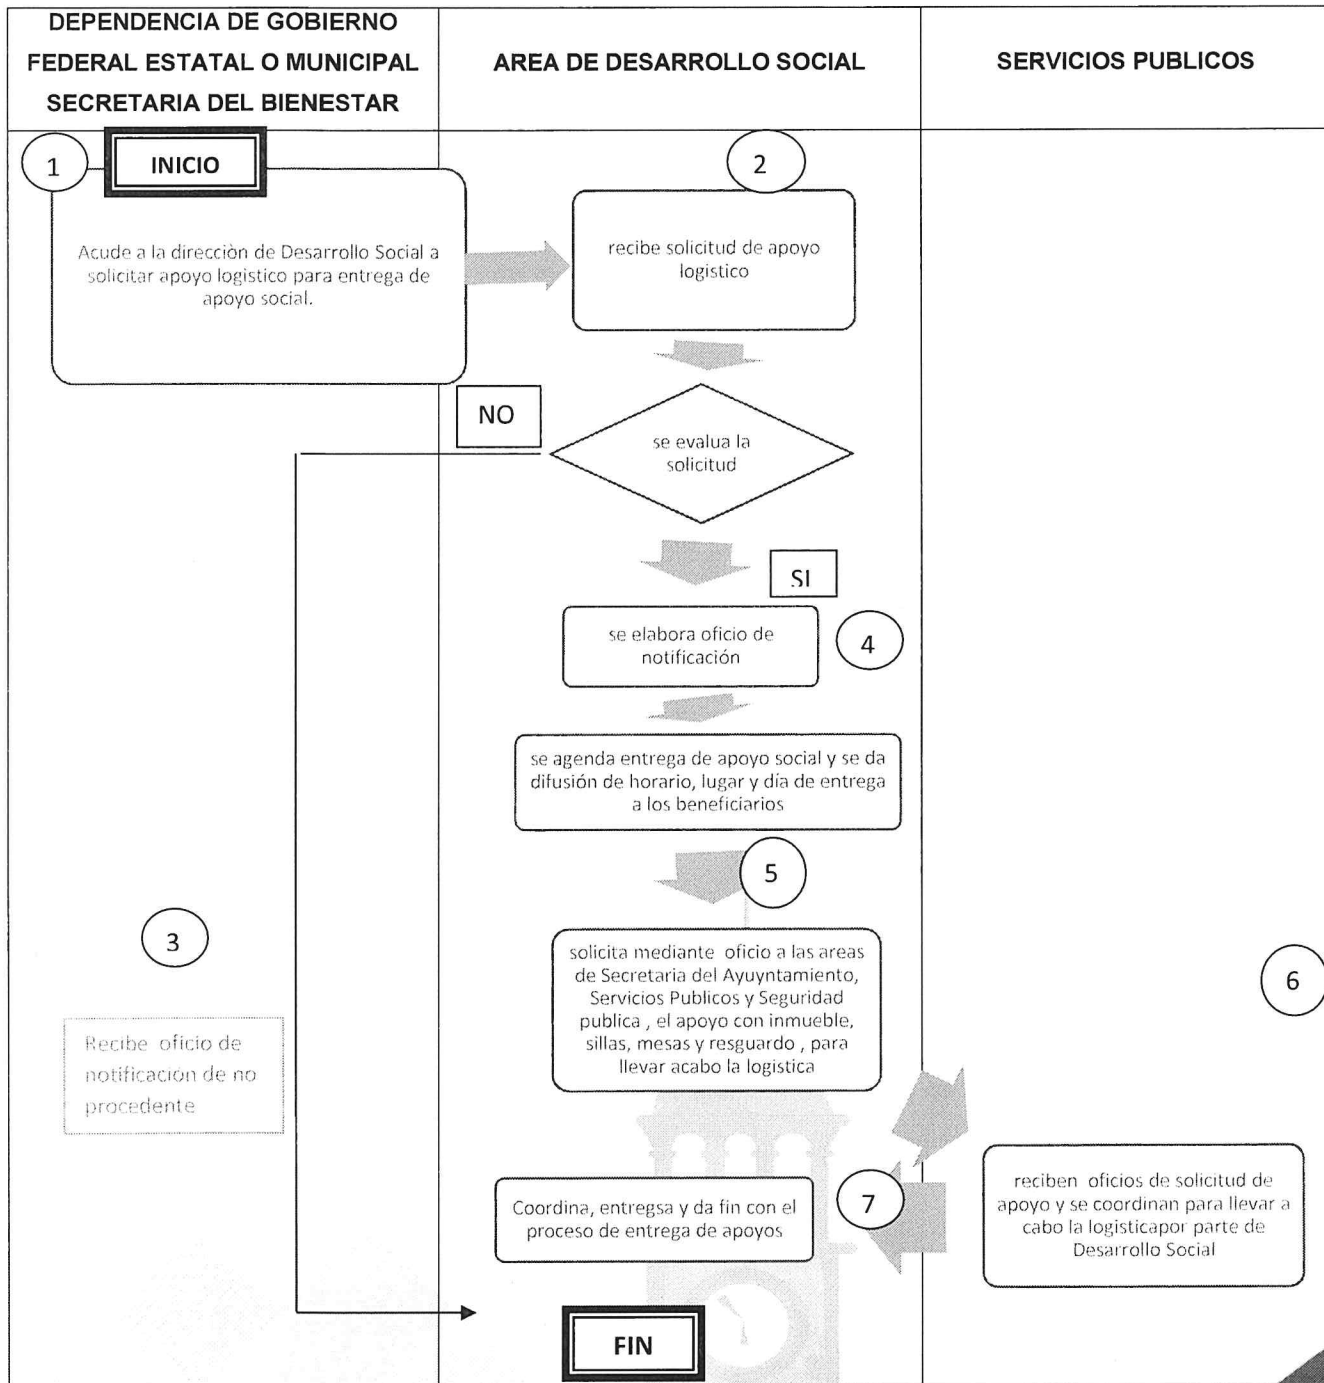 DEPENDENCIA DE GOBIERNO
FEDERAL ESTATAL O MUNICIPAL
SECRETARIA DEL BIENESTAR
AREA DE DESARROLLO SOCIAL
SERVICIOS PUBLICOS
1
INICIO
Acude a la dirección de Desarrollo Social a
solicitar apoyo logistico para entrega de
apoyo social.
2
recibe solicitud de apoyo
logistico
NO
se evalua la
solicitud
SI
se elabora oficio de
notificación
4
se agenda entrega de apoyo social y se da
difusión de horario, lugar y día de entrega
a los beneficiarios
5
3
Recibe oficio de
notificación de no
procedente
solicita mediante oficio a las areas
de Secretaria del Ayuyntamiento,
Servicios Publicos y Seguridad
publica , el apoyo con inmueble,
sillas, mesas y resguardo , para
llevar acabo la logistica
6
reciben oficios de solicitud de
apoyo y se coordinan para llevar a
cabo la logisticapor parte de
Desarrollo Social
7
Coordina, entregsa y da fin con el
proceso de entrega de apoyos
FIN